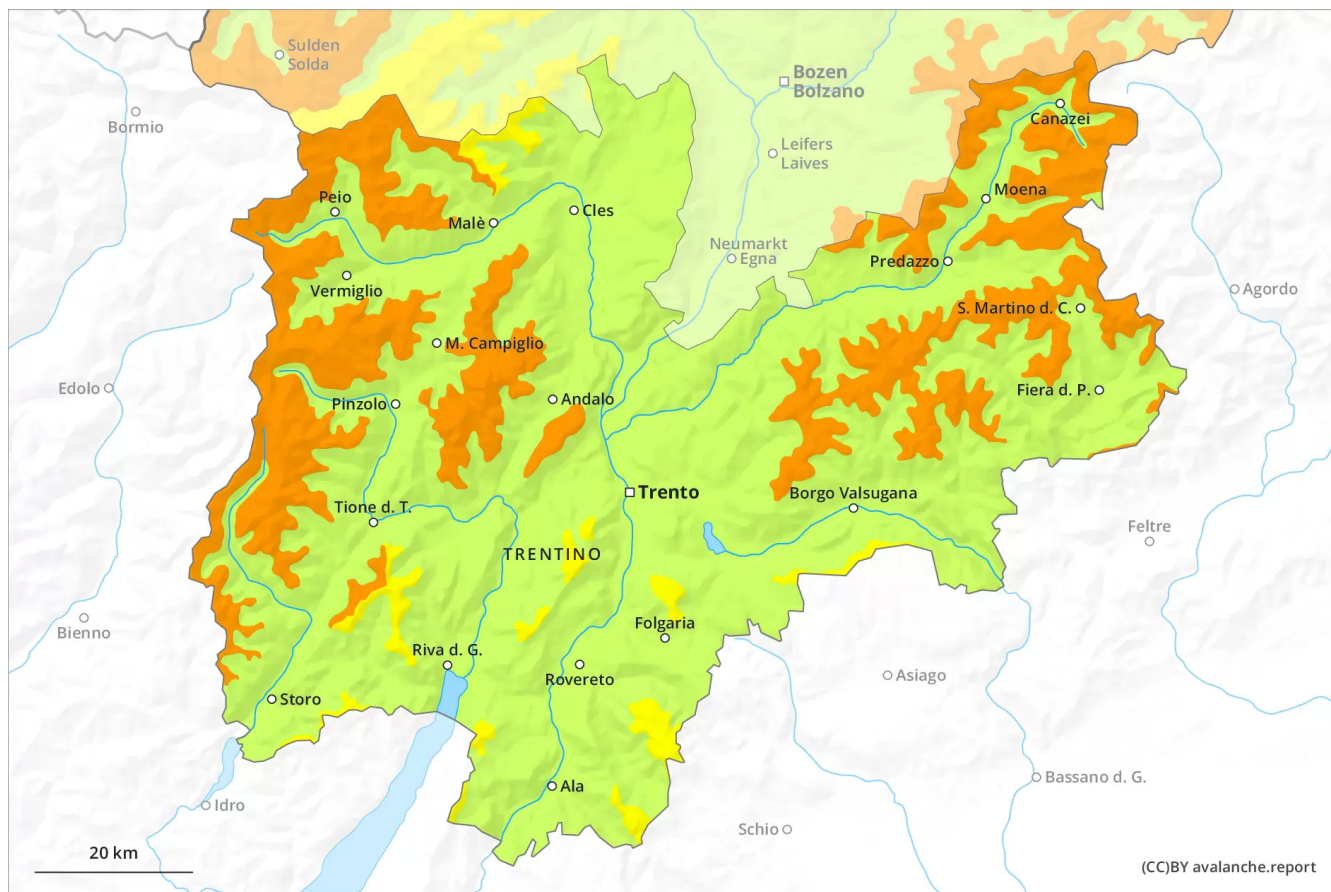 Sulden
Solda
Bozen
Bolzano
Bormio
Canazei
Leifers
Laives
Peio
Moena
Malè
Cles
Neumarkt
Egna
Predazzo
Vermiglio
Agordo
S. Martino d. C.
M. Campiglio
Edolo
Pinzolo
Andalo
Fiera d. P.
Trento
Borgo Valsugana
Tione d. T.
Feltre
TRENTINO
Bienno
Folgaria
Riva d. G.
Rovereto
Asiago
Storo
Bassano d. G.
Ala
Idro
Schio
20 km
(CC)BY avalanche.report